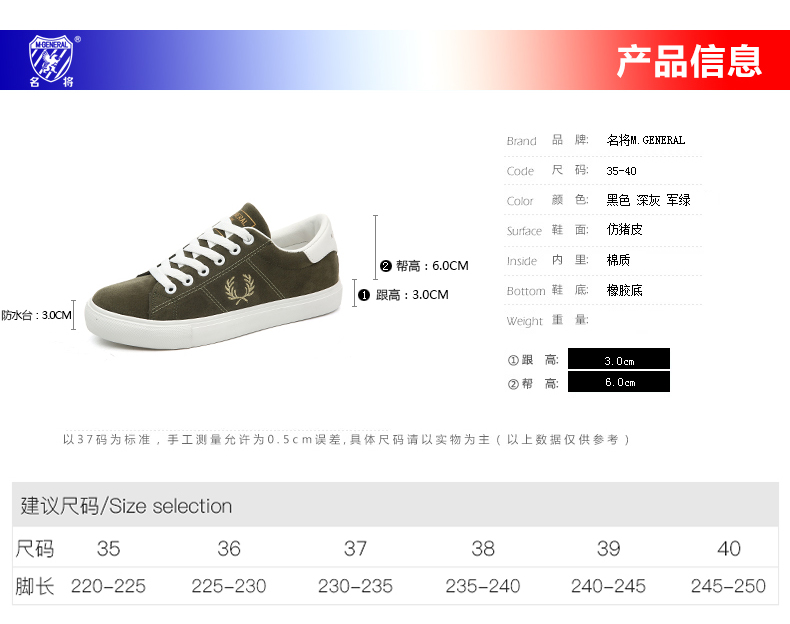 M·GENERAL ®
名将
产品信息
Brand 品 牌: 名将M.GENERAL
Code 尺 码: 35-40
Color 颜 色: 黑色 深灰 军绿
Surface 鞋 面: 仿猪皮
Inside 内 里: 棉质
Bottom 鞋 底: 橡胶底
Weight 重 量:
❷ 帮高：6.0CM
❶ 跟高：3.0CM
防水台：3.0CM
①跟 高: 3.0cm
②帮 高: 6.0cm
以37码为标准，手工测量允许为0.5cm误差,具体尺码请以实物为主（以上数据仅供参考）
建议尺码/Size selection
尺码 35 36 37 38 39 40
脚长 220-225 225-230 230-235 235-240 240-245 245-250